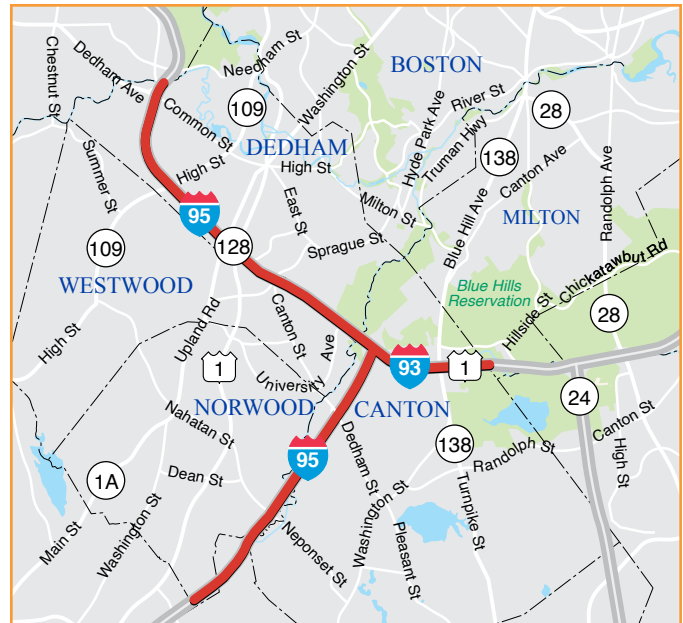 Chestnut St
Dedham Ave
Needham St
Washington St
BOSTON
River St
28
109
Common St
Hyde Park Ave
Truman Hwy
138
Canton Ave
Summer St
High St
DEDHAM
High St
Randolph Ave
95
East St
Milton St
MILTON
Blue Hill Ave
109
128
Sprague St
WESTWOOD
Chickatawbut Rd
Blue Hills
Reservation
Hillside St
28
High St
Upland Rd
Canton St
University Ave
1
93
1
24
NORWOOD
CANTON
Nahatan St
Canton St
138
Randolph St
High St
95
Dedham St
1A
Dean St
Washington St
Turnpike St
Main St
Washington St
Neponset St
Pleasant St